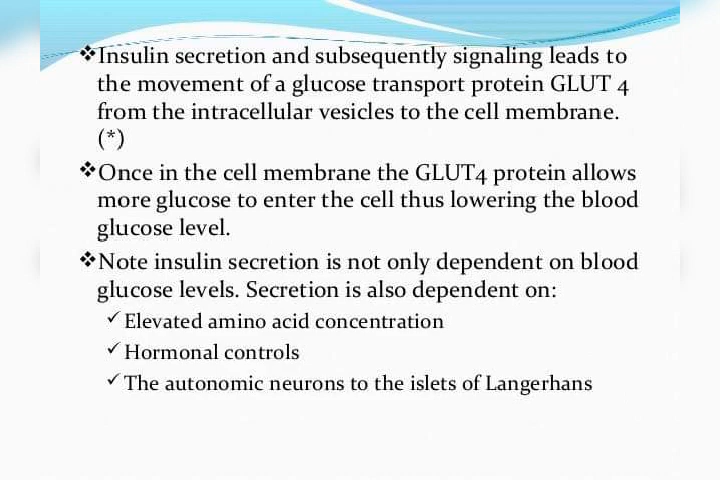 ❖Insulin secretion and subsequently signaling leads to
the movement of a glucose transport protein GLUT 4
from the intracellular vesicles to the cell membrane.
(*)
❖Once in the cell membrane the GLUT4 protein allows
more glucose to enter the cell thus lowering the blood
glucose level.
❖Note insulin secretion is not only dependent on blood
glucose levels. Secretion is also dependent on:
✓Elevated amino acid concentration
✓Hormonal controls
✓The autonomic neurons to the islets of Langerhans